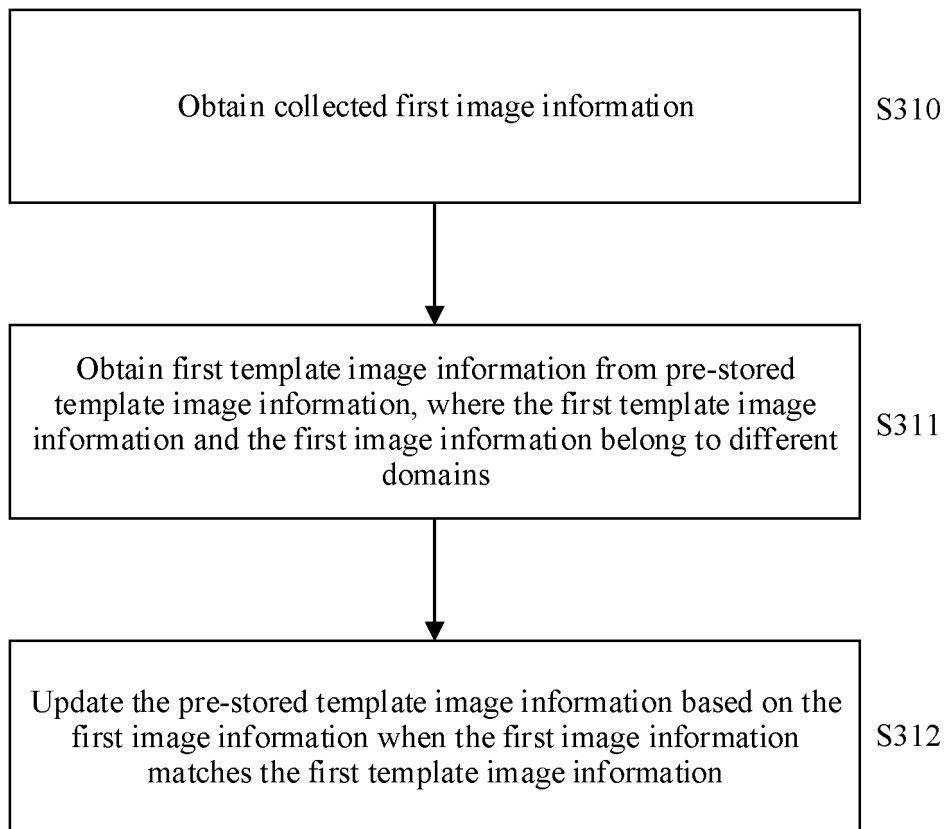 Obtain collected first image information
S310
Obtain first template image information from pre-stored
template image information, where the first template image
information and the first image information belong to different
domains
S311
Update the pre-stored template image information based on the
first image information when the first image information
matches the first template image information
S312